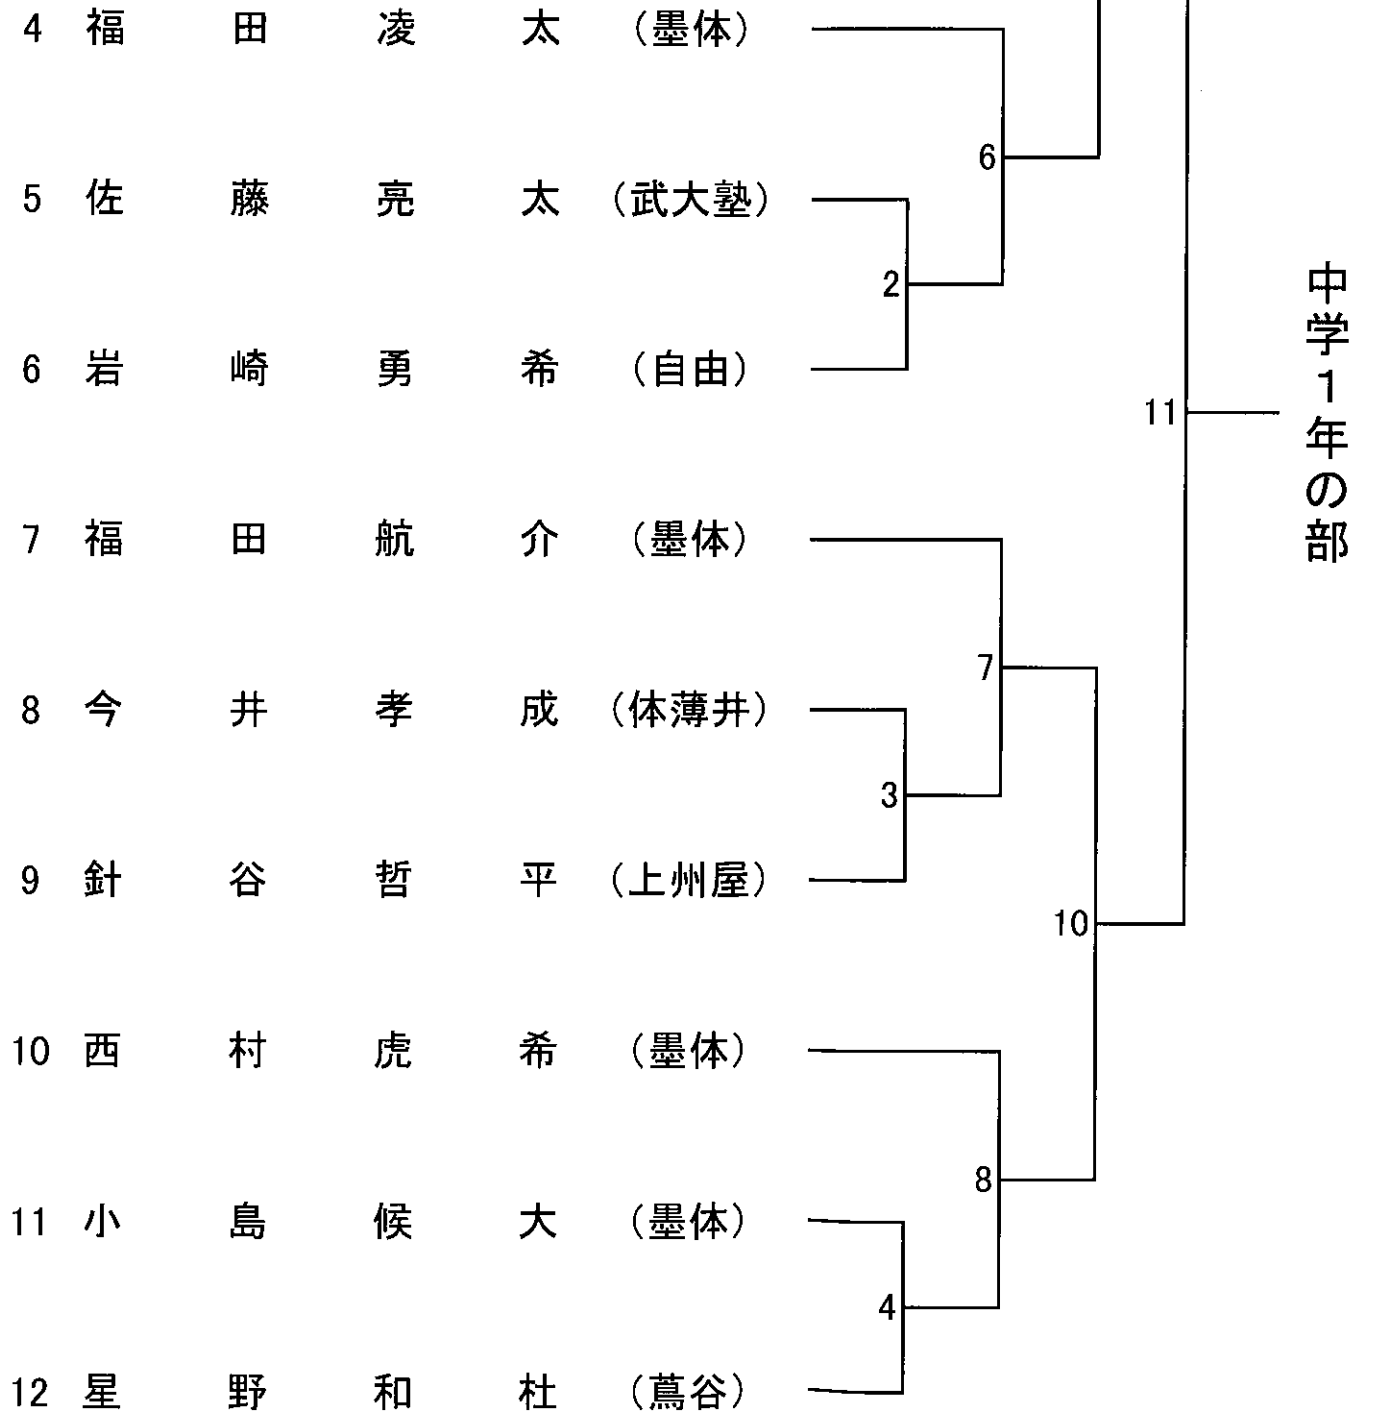 4 福田凌太 (墨体)
6
5 佐藤亮太 (武大塾)
2
6 岩崎勇希 (自由)
11
中学1年の部
7 福田航介 (墨体)
7
8 今井孝成 (体薄井)
3
9 針谷哲平 (上州屋)
10
10 西村虎希 (墨体)
8
11 小島候大 (墨体)
4
12 星野和杜 (蔦谷)